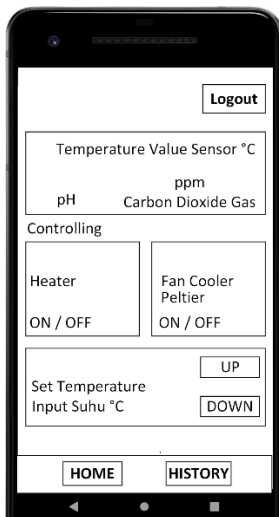 Logout
Temperature Value Sensor °C
ppm
pH Carbon Dioxide Gas
Controlling
Heater
ON / OFF
Fan Cooler
Peltier
ON / OFF
UP
Set Temperature
Input Suhu °C
DOWN
HOME
HISTORY